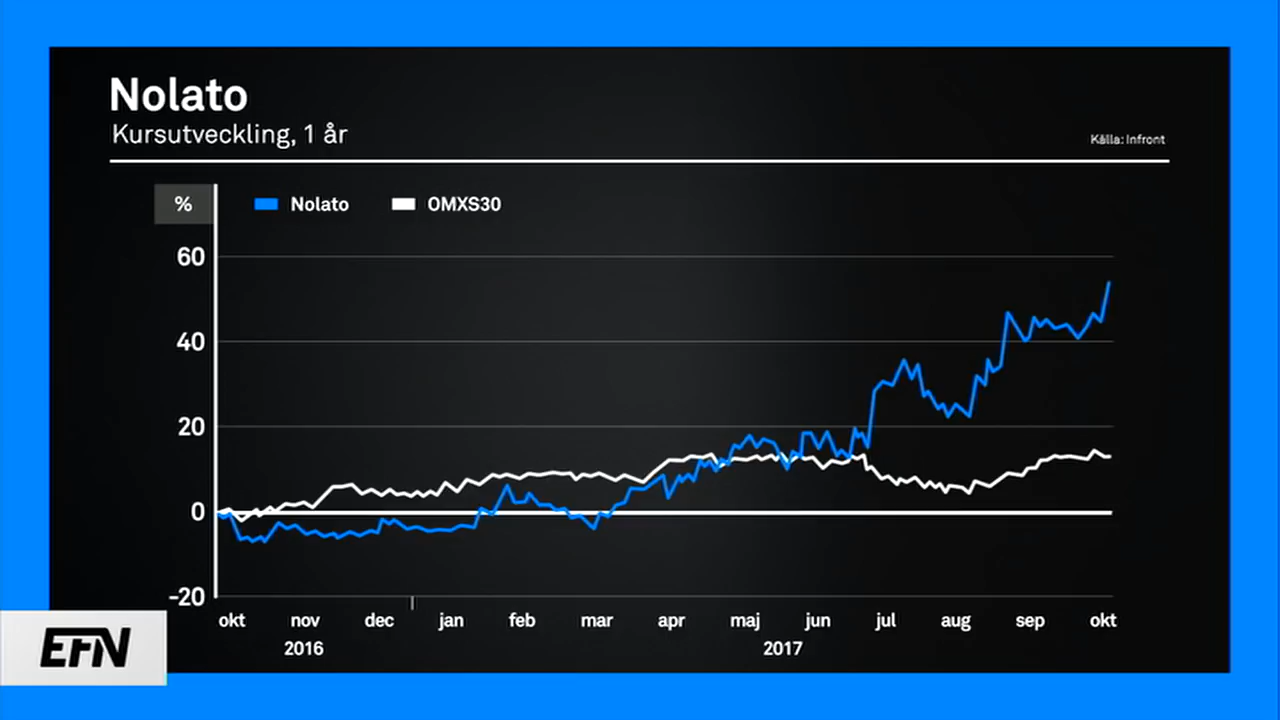 Nolato
Kursutveckling, 1 år
Källa: Infront
% Nolato OMXS30
60
40
20
0
-20
okt nov dec jan feb mar apr maj jun jul aug sep okt
2016 2017
EFN